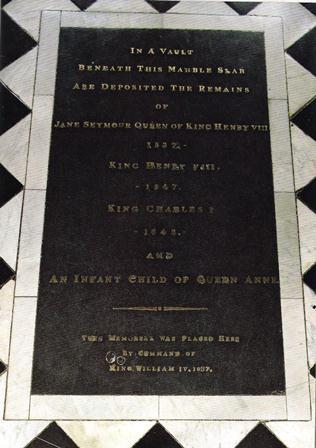 IN A VAULT
BENEATH THIS MARBLE SLAB
ARE DEPOSITED THE REMAINS
OF
JANE SEYMOUR QUEEN OF KING HENRY VIII
1537.
KING HENRY VIII.
- 1547.
KING CHARLES I
- 1648. -
AND
AN INFANT CHILD OF QUEEN ANNE.
THIS MEMORIAL WAS PLACED HERE
BY COMMAND OF
KING WILLIAM IV. 1837.